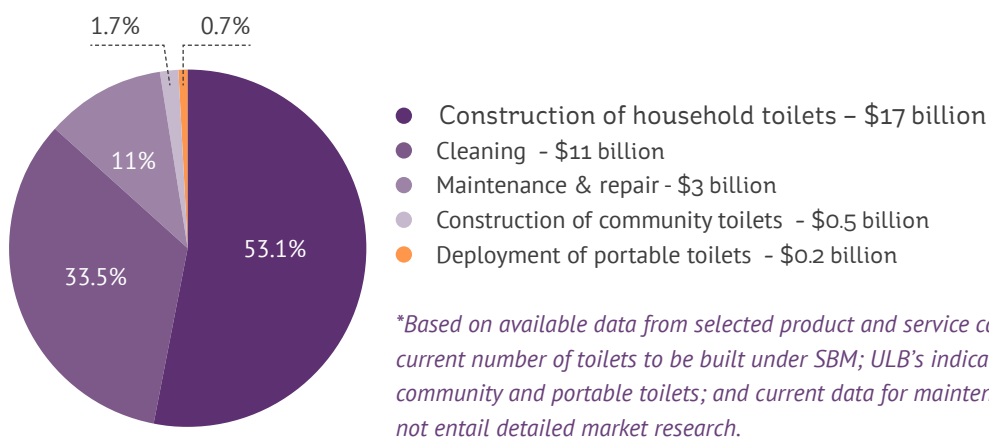 1.7% 0.7%
11%
53.1%
33.5%
Construction of household toilets – $17 billion
Cleaning - $11 billion
Maintenance & repair - $3 billion
Construction of community toilets - $0.5 billion
Deployment of portable toilets - $0.2 billion
*Based on available data from selected product and service
current number of toilets to be built under SBM; ULB's
community and portable toilets; and current data for
not entail detailed market research.